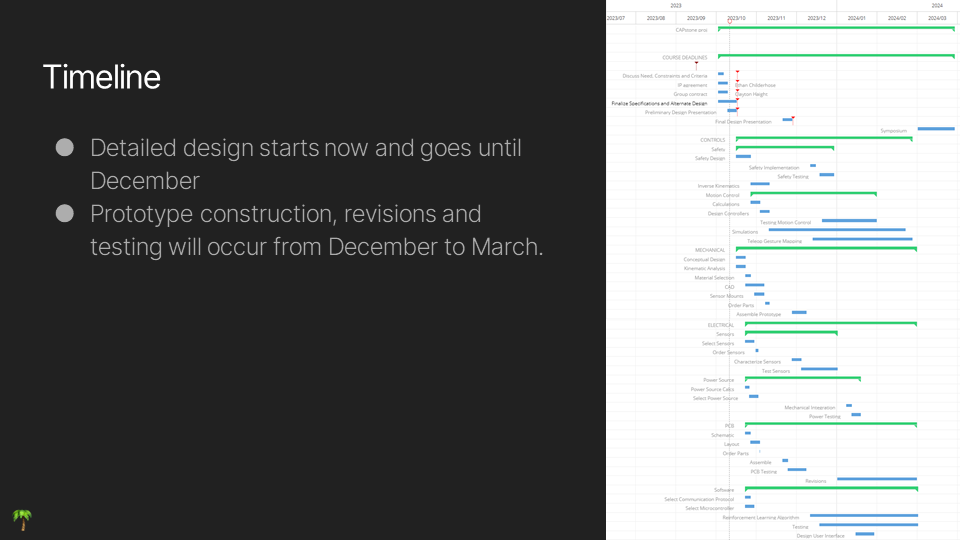 Timeline
Detailed design starts now and goes until
December
Prototype construction, revisions and
testing will occur from December to March.
2023
2024
2023/07
2023/08
2023/09
2023/10
2023/11
2023/12
2024/01
2024/02
2024/03
CAPstone arist
COURSE DEADLINES
Discuss Need, Constraints and Criteria
IP agreement
Ethan Childerhose
Group contract
Clayton Haight
Finalize Specifications and Alternate Design
Preliminary Design Presentation
Final Design Presentation
Symposium
CONTROLS
Safety
Safety Design
Safety Implementation
Safety Testing
Inverse Kinematics
Motion Control
Calculations
Design Controllers
Testing Motion Control
Simulations
Teleop Gesture Mapping
MECHANICAL
Conceptual Design
Kinematic Analysis
Material Selection
CAD
Sensor Mounts
Order Parts
Assemble Prototype
ELECTRICAL
Sensors
Select Sensors
Order Sensors
Characterize Sensors
Test Sensors
Power Source
Power Source Calcs
Select Power Source
Mechanical Integration
Power Testing
PCB
Schematic
Layout
Order Parts
Assemble
PCB Testing
Revisions
Software
Select Communication Protocol
Select Microcontroller
Reinforcement Learning Algorithm
Testing
Design User Interface